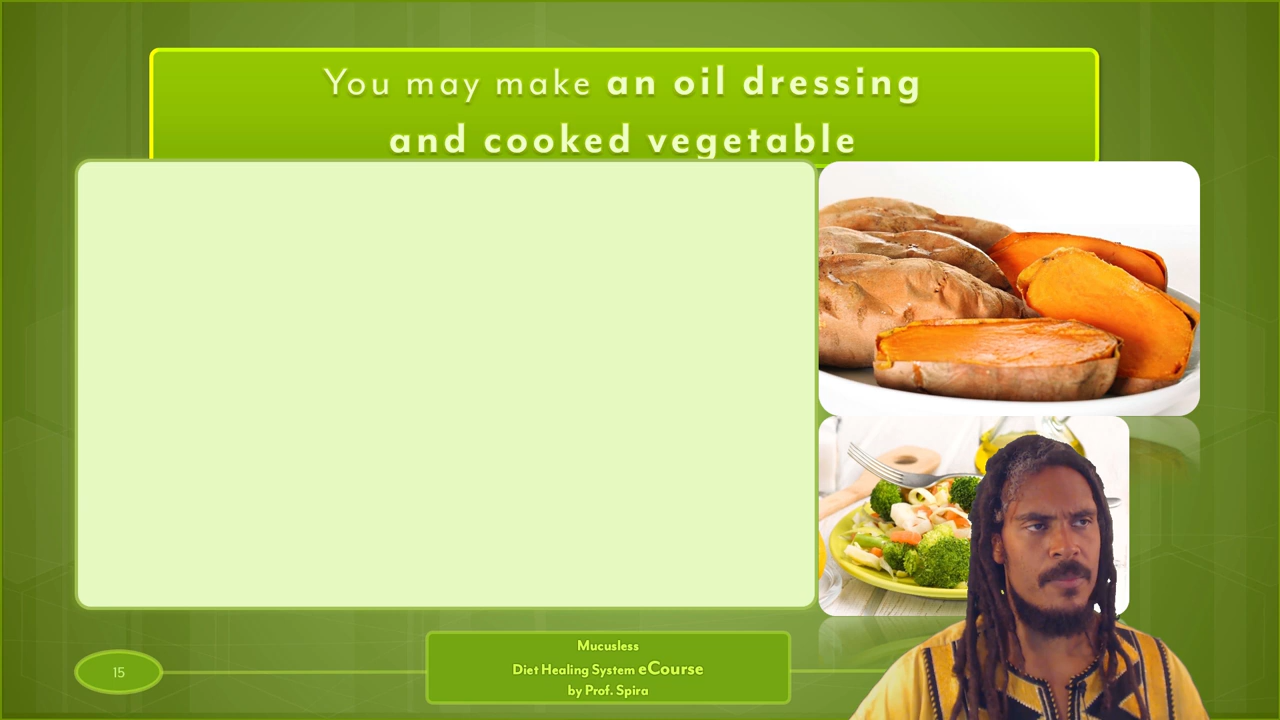 You may make an oil dressing
and cooked vegetable
15
Mucusless
Diet Healing System eCourse
by Prof. Spira